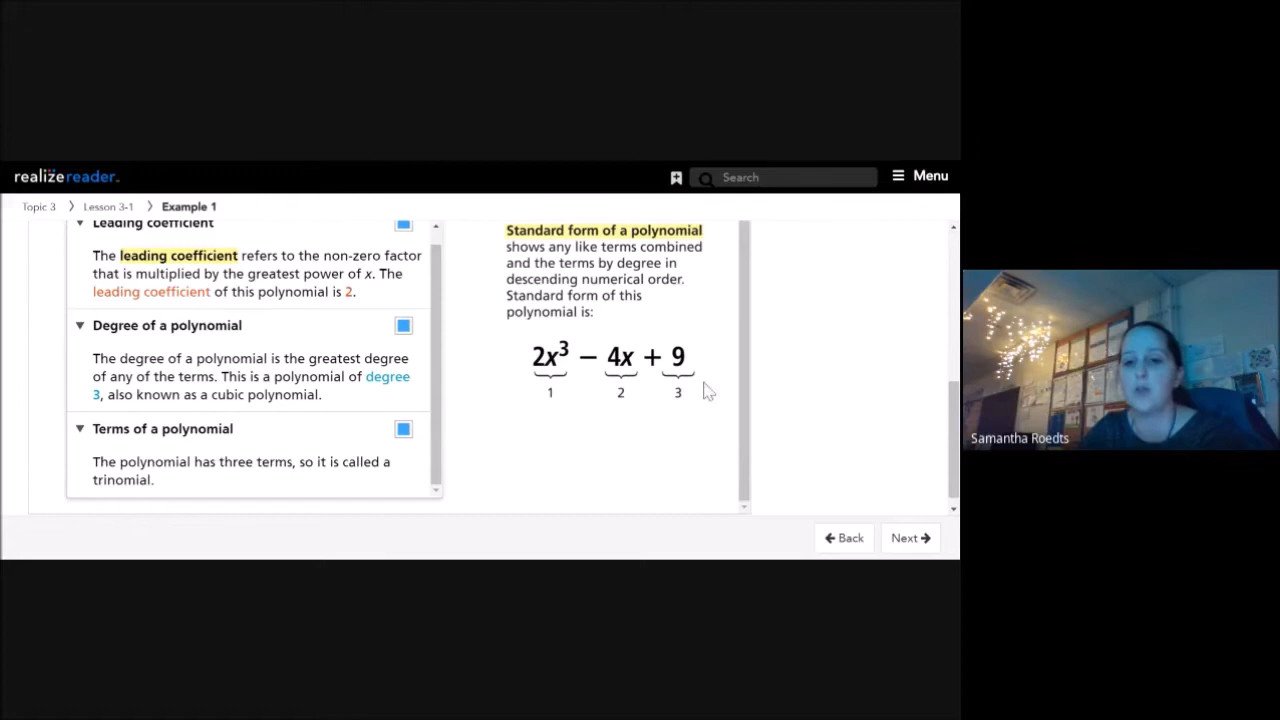 realizereader.
Search
Menu
Topic 3
Lesson 3-1
Example 1
Leading coefficient
The leading coefficient refers to the non-zero factor
that is multiplied by the greatest power of x. The
leading coefficient of this polynomial is 2.
Degree of a polynomial
The degree of a polynomial is the greatest degree
of any of the terms. This is a polynomial of degree
3, also known as a cubic polynomial.
Terms of a polynomial
The polynomial has three terms, so it is called a
trinomial.
Standard form of a polynomial
shows any like terms combined
and the terms by degree in
descending numerical order.
Standard form of this
polynomial is:
2x³ − 4x + 9
1 2 3
Back
Next
Samantha Roedts